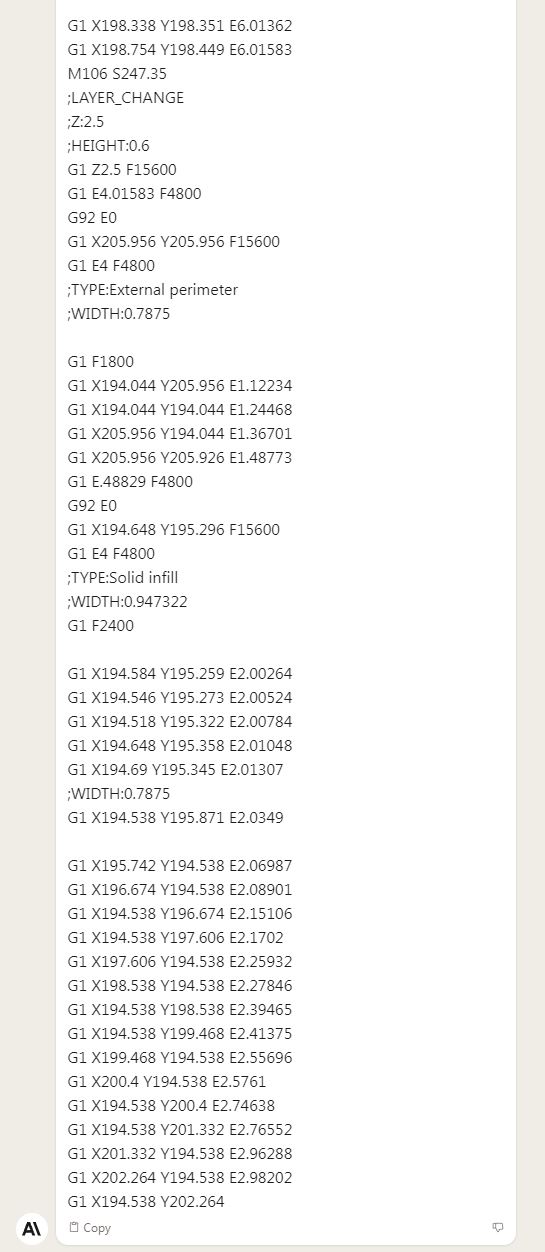 G1 X198.338 Y198.351 E6.01362
G1 X198.754 Y198.449 E6.01583
M106 S247.35
;LAYER_CHANGE
;Z:2.5
;HEIGHT:0.6
G1 Z2.5 F15600
G1 E4.01583 F4800
G92 E0
G1 X205.956 Y205.956 F15600
G1 E4 F4800
;TYPE:External perimeter
;WIDTH:0.7875
G1 F1800
G1 X194.044 Y205.956 E1.12234
G1 X194.044 Y194.044 E1.24468
G1 X205.956 Y194.044 E1.36701
G1 X205.956 Y205.926 E1.48773
G1 E.48829 F4800
G92 E0
G1 X194.648 Y195.296 F15600
G1 E4 F4800
;TYPE:Solid infill
;WIDTH:0.947322
G1 F2400
G1 X194.584 Y195.259 E2.00264
G1 X194.546 Y195.273 E2.00524
G1 X194.518 Y195.322 E2.00784
G1 X194.648 Y195.358 E2.01048
G1 X194.69 Y195.345 E2.01307
;WIDTH:0.7875
G1 X194.538 Y195.871 E2.0349
G1 X195.742 Y194.538 E2.06987
G1 X196.674 Y194.538 E2.08901
G1 X194.538 Y196.674 E2.15106
G1 X194.538 Y197.606 E2.1702
G1 X197.606 Y194.538 E2.25932
G1 X198.538 Y194.538 E2.27846
G1 X194.538 Y198.538 E2.39465
G1 X194.538 Y199.468 E2.41375
G1 X199.468 Y194.538 E2.55696
G1 X200.4 Y194.538 E2.5761
G1 X194.538 Y200.4 E2.74638
G1 X194.538 Y201.332 E2.76552
G1 X201.332 Y194.538 E2.96288
G1 X202.264 Y194.538 E2.98202
G1 X194.538 Y202.264
Copy